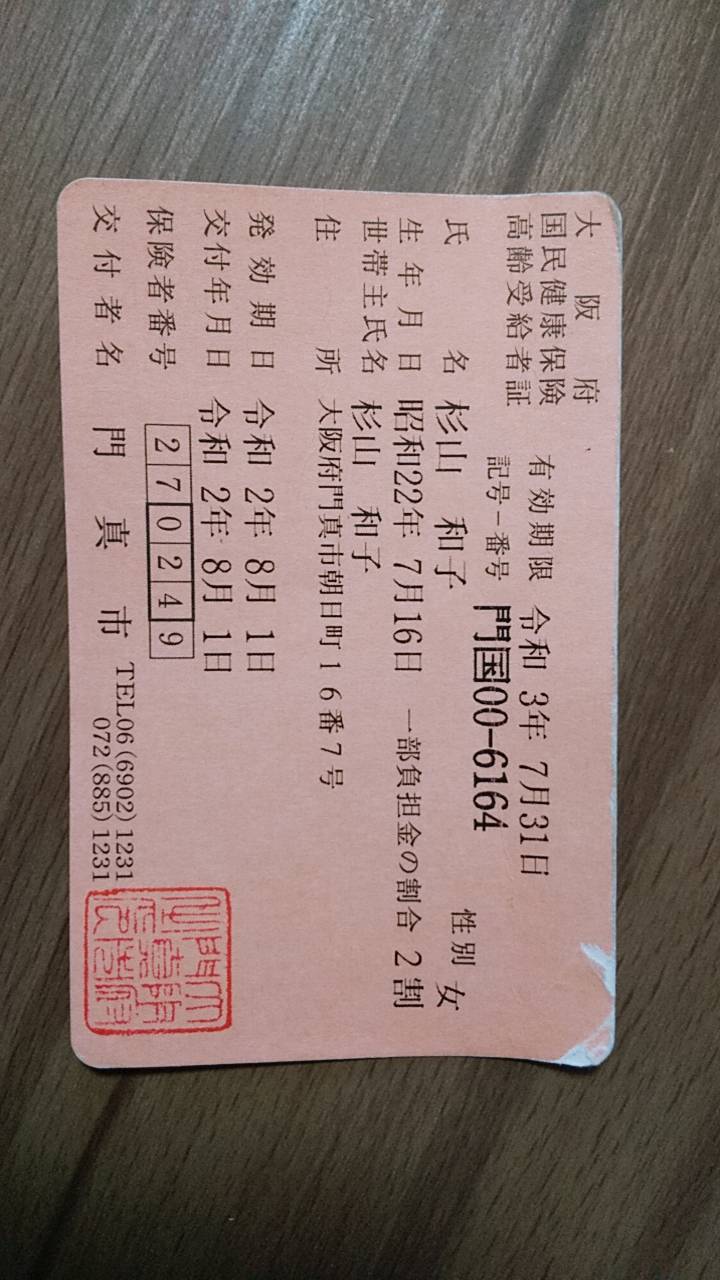 大阪府
国民健康保険
高齢受給者証
有効期限 令和 3年 7月31日
記号－番号 門国00-6164
氏名 杉山 和子 性別 女
生年月日 昭和22年 7月16日 一部負担金の割合 2割
世帯主氏名 杉山 和子
住所 大阪府門真市朝日町16番7号
発効期日 令和 2年 8月 1日
交付年月日 令和 2年 8月 1日
保険者番号 270249
交付者名 門真市 TEL06(6902)1231
072(885)1231